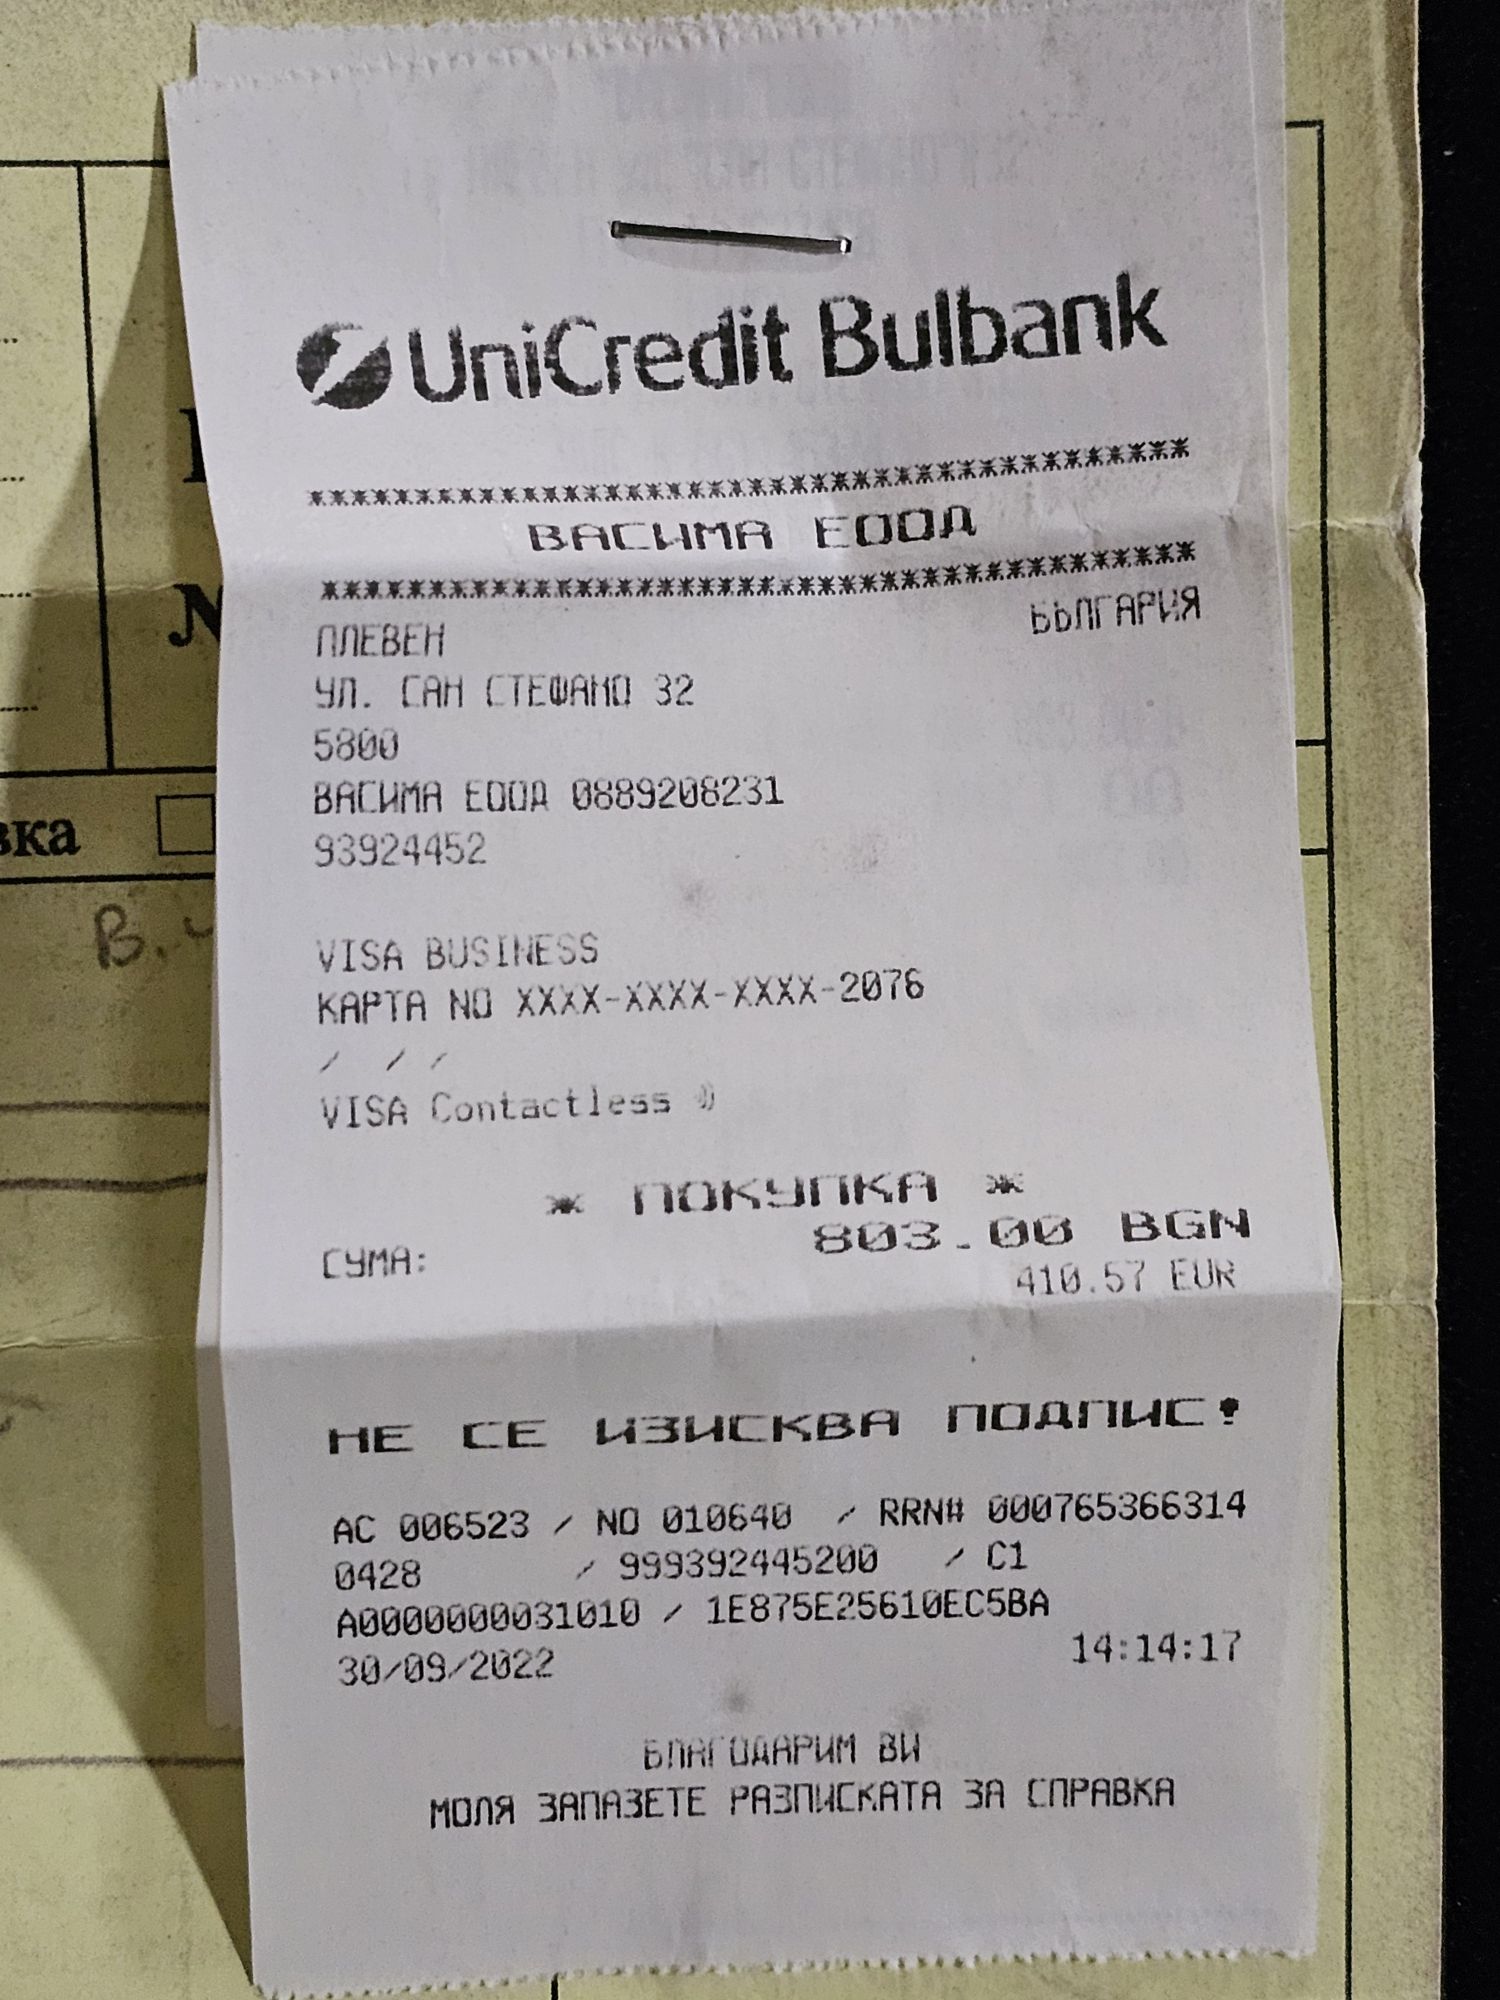 UniCredit Bulbank
******************************************
ВАСИМА ЕООД
******************************************
ПЛЕВЕН БЪЛГАРИЯ
УЛ. САН СТЕФАНО 32
5800
ВАСИМА ЕООД 0889208231
93924452
VISA BUSINESS
КАРТА NO XXXX-XXXX-XXXX-2076
/ / /
VISA Contactless
* ПОКУПКА *
СУМА: 803.00 BGN
410.57 EUR
НЕ СЕ ИЗИСКВА ПОДПИС!
AC 006523 / NO 010640 / RRN# 000765366314
0428 / 999392445200 / C1
A0000000031010 / 1E875E25610EC5BA
30/09/2022 14:14:17
БЛАГОДАРИМ ВИ
МОЛЯ ЗАПАЗЕТЕ РАЗПИСКАТА ЗА СПРАВКА